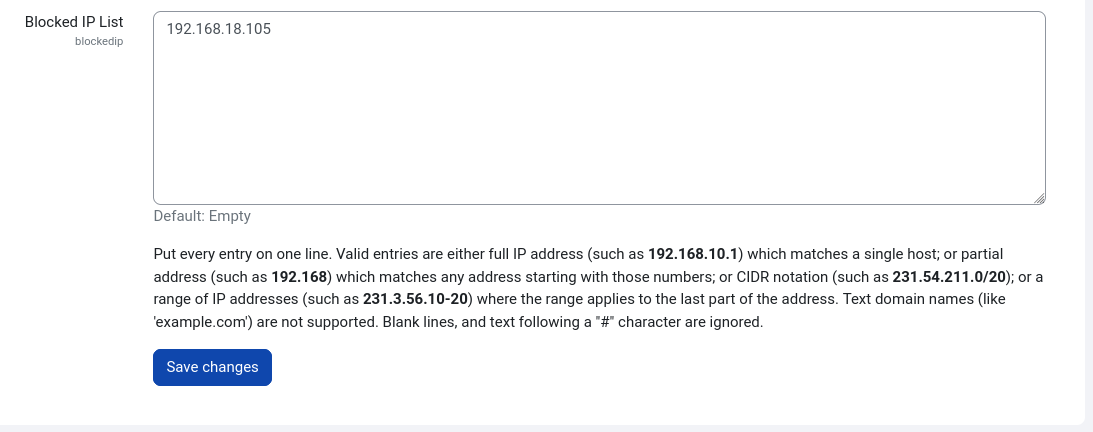 Blocked IP List
blockedip
192.168.18.105
Default: Empty
Put every entry on one line. Valid entries are either full IP address (such as 192.168.10.1) which matches a single host; or partial
address (such as 192.168) which matches any address starting with those numbers; or CIDR notation (such as 231.54.211.0/20); or a
range of IP addresses (such as 231.3.56.10-20) where the range applies to the last part of the address. Text domain names (like
'example.com') are not supported. Blank lines, and text following a "#" character are ignored.
Save changes